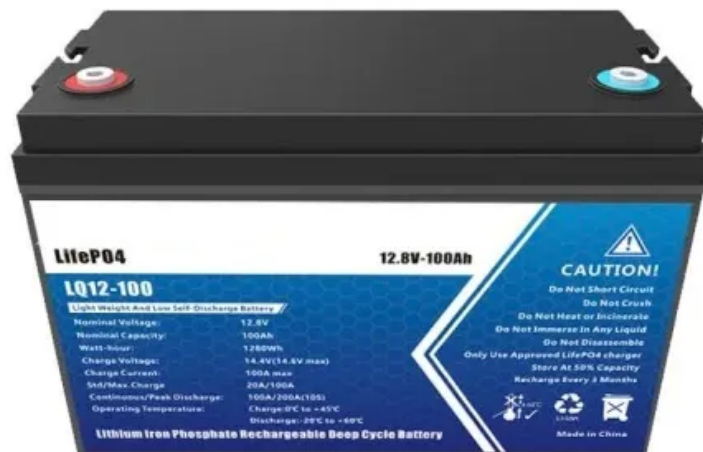 LifePO4
12.8V-100Ah
LQ12-100
Light Weight And Low Self-Discharge Battery
Nominal Voltage: 12.8V
Nominal Capacity: 100Ah
Watt-hour: 1280Wh
Charge Voltage: 14.4V(14.6V max)
Charge Current: 100A max
Std/Max.Charge 20A/100A
Continuous/Peak Discharge: 100A/200A(10S)
Operating Temperature: Charge:0℃ to +45℃
Discharge:-20℃ to +60℃
Lithium Iron Phosphate Rechargeable Deep Cycle Battery
CAUTION!
Do Not Short Circuit
Do Not Crush
Do Not Heat or Incinerate
Do Not Immerse In Any Liquid
Do Not Disassemble
Only Use Approved LifePO4 charger
Store At 50% Capacity
Recharge Every 3 Months
Made in China